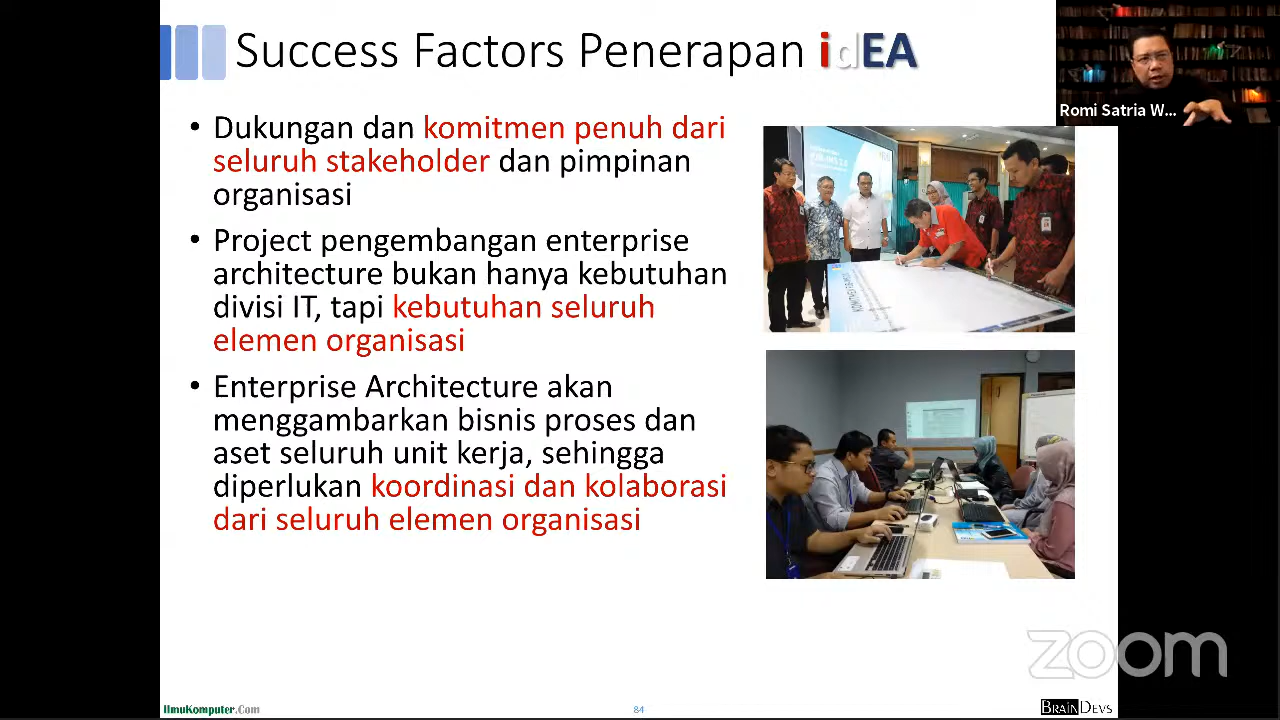 Success Factors Penerapan idEA
Romi Satria W...
• Dukungan dan komitmen penuh dari
seluruh stakeholder dan pimpinan
organisasi
• Project pengembangan enterprise
architecture bukan hanya kebutuhan
divisi IT, tapi kebutuhan seluruh
elemen organisasi
• Enterprise Architecture akan
menggambarkan bisnis proses dan
aset seluruh unit kerja, sehingga
diperlukan koordinasi dan kolaborasi
dari seluruh elemen organisasi
zoom
IlmuKomputer.Com
84
BRAINDEVS